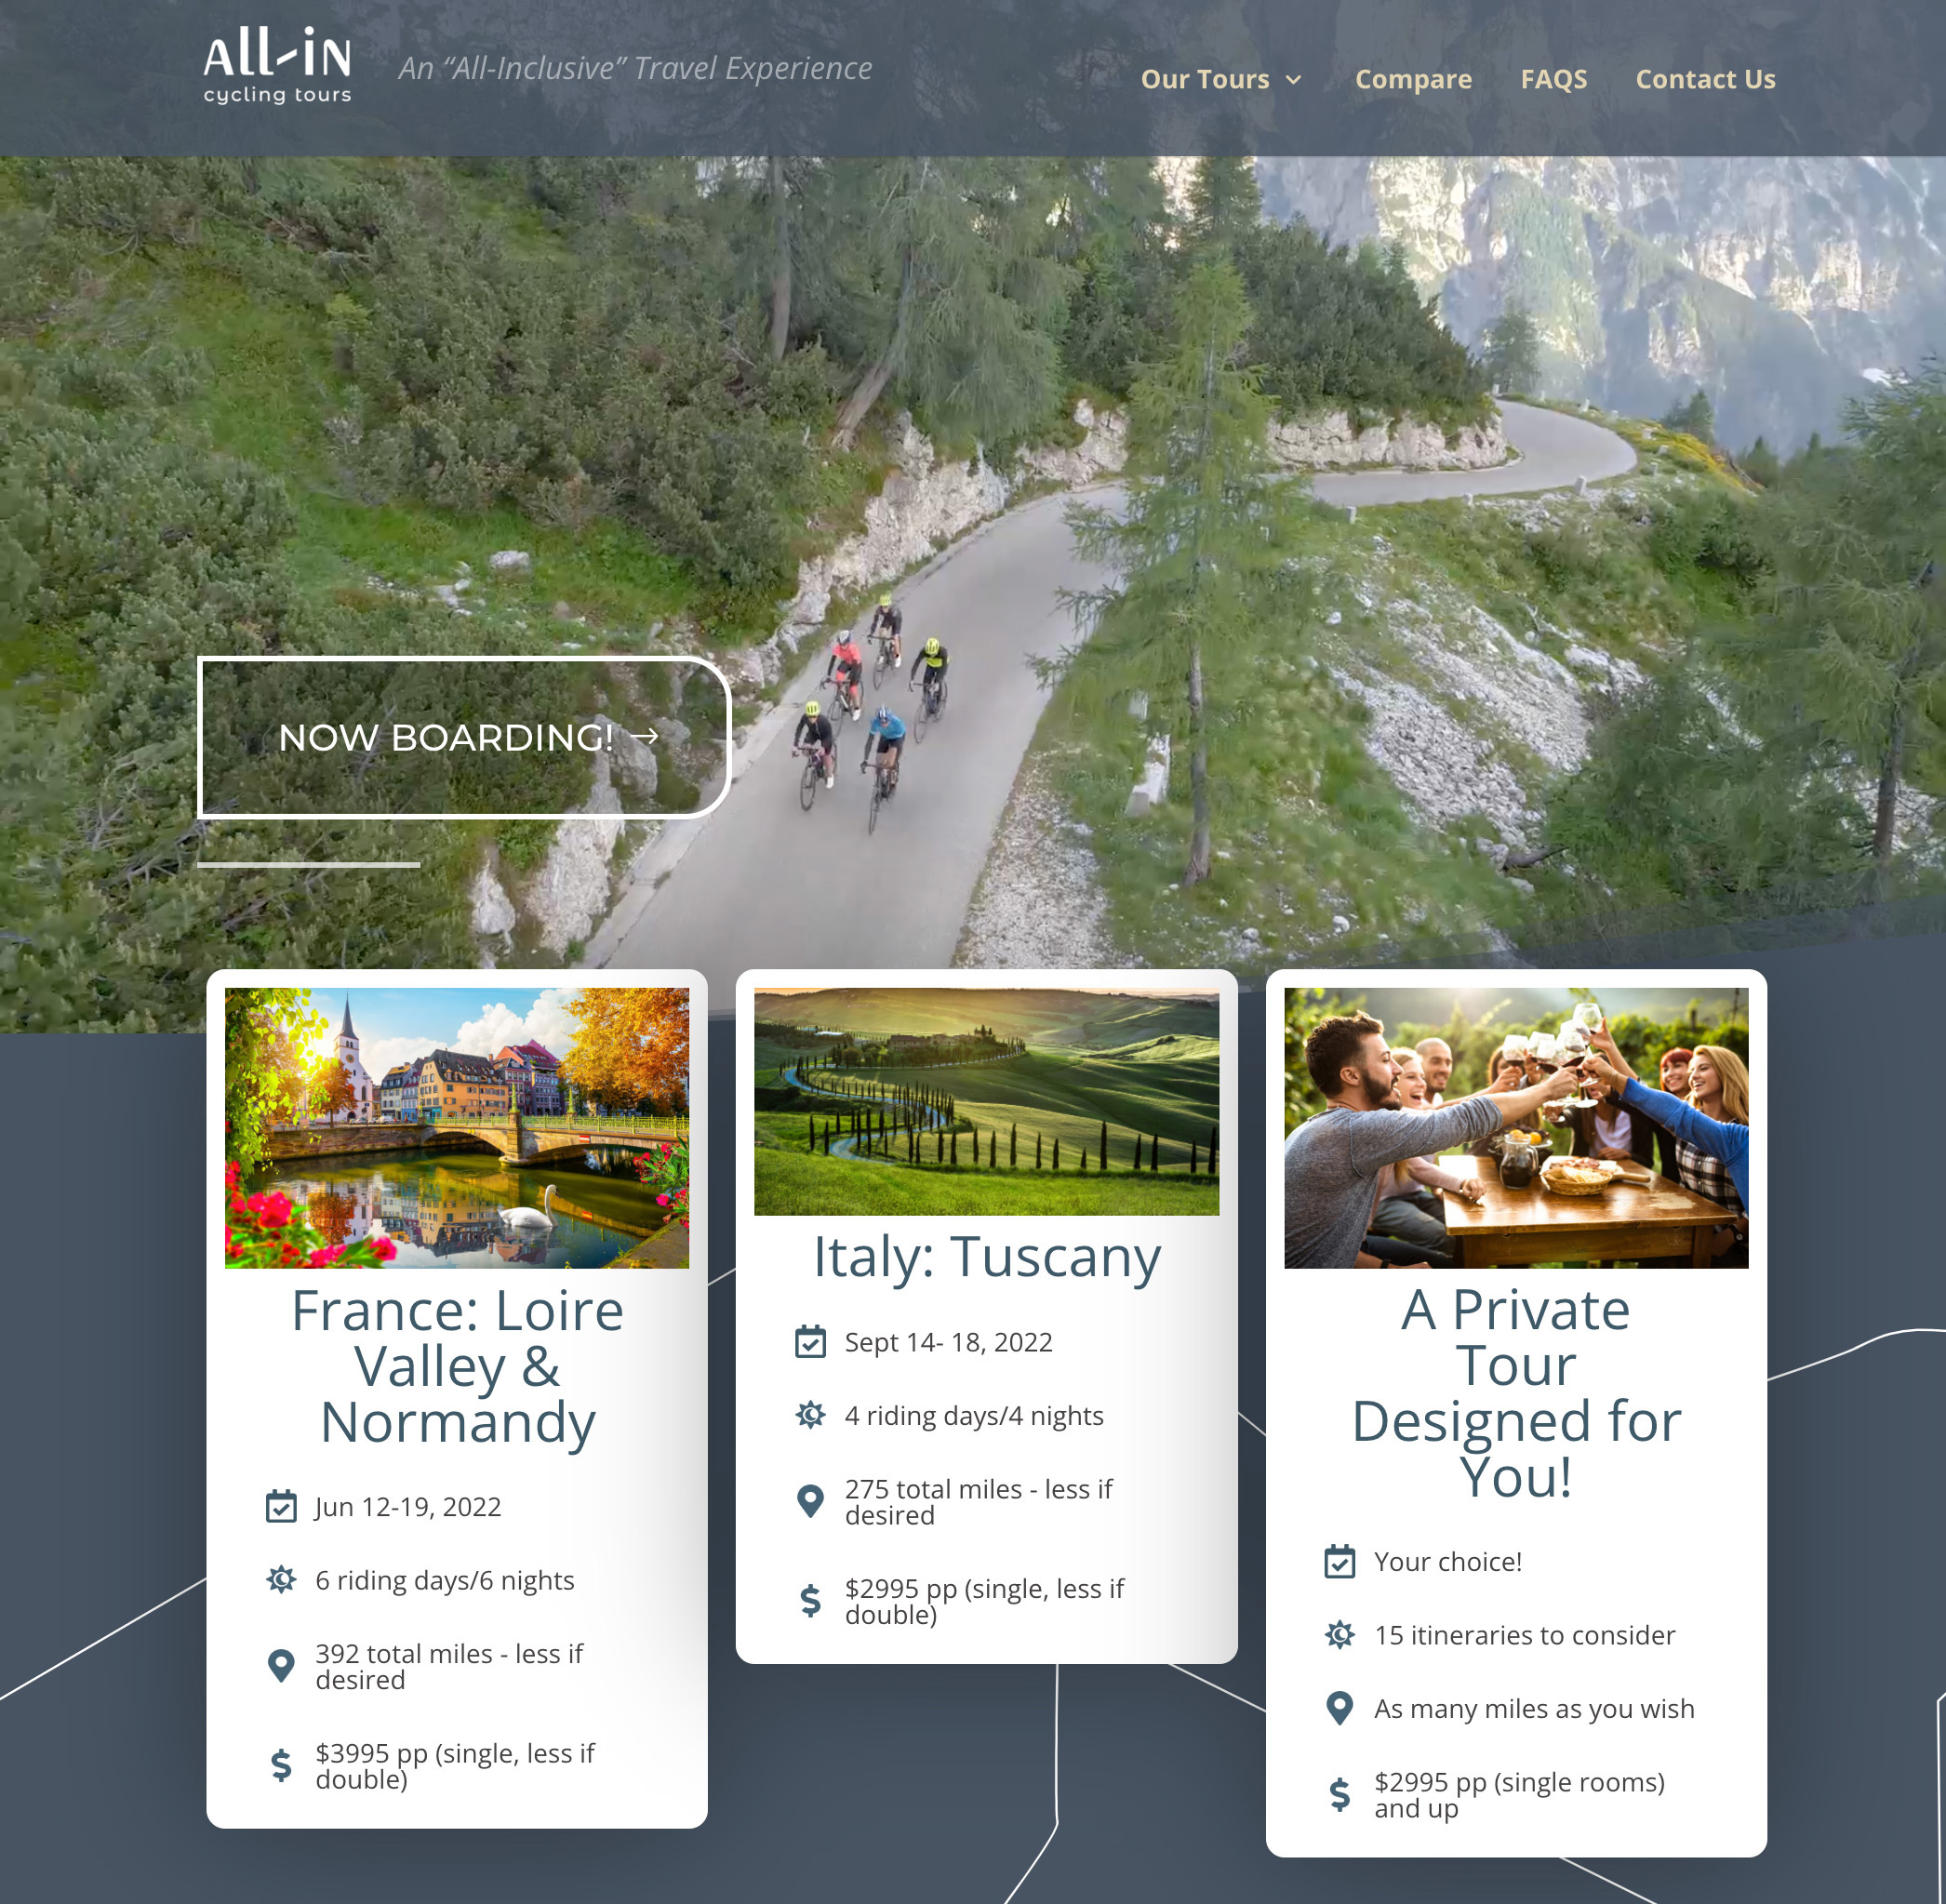 All-in
cycling tours
An “All-Inclusive” Travel Experience
Our Tours
Compare
FAQS
Contact Us
NOW BOARDING! →
France: Loire
Valley &
Normandy
Jun 12-19, 2022
6 riding days/6 nights
392 total miles - less if
desired
$3995 pp (single, less if
double)
Italy: Tuscany
Sept 14- 18, 2022
4 riding days/4 nights
275 total miles - less if
desired
$2995 pp (single, less if
double)
A Private
Tour
Designed for
You!
Your choice!
15 itineraries to consider
As many miles as you wish
$2995 pp (single rooms)
and up